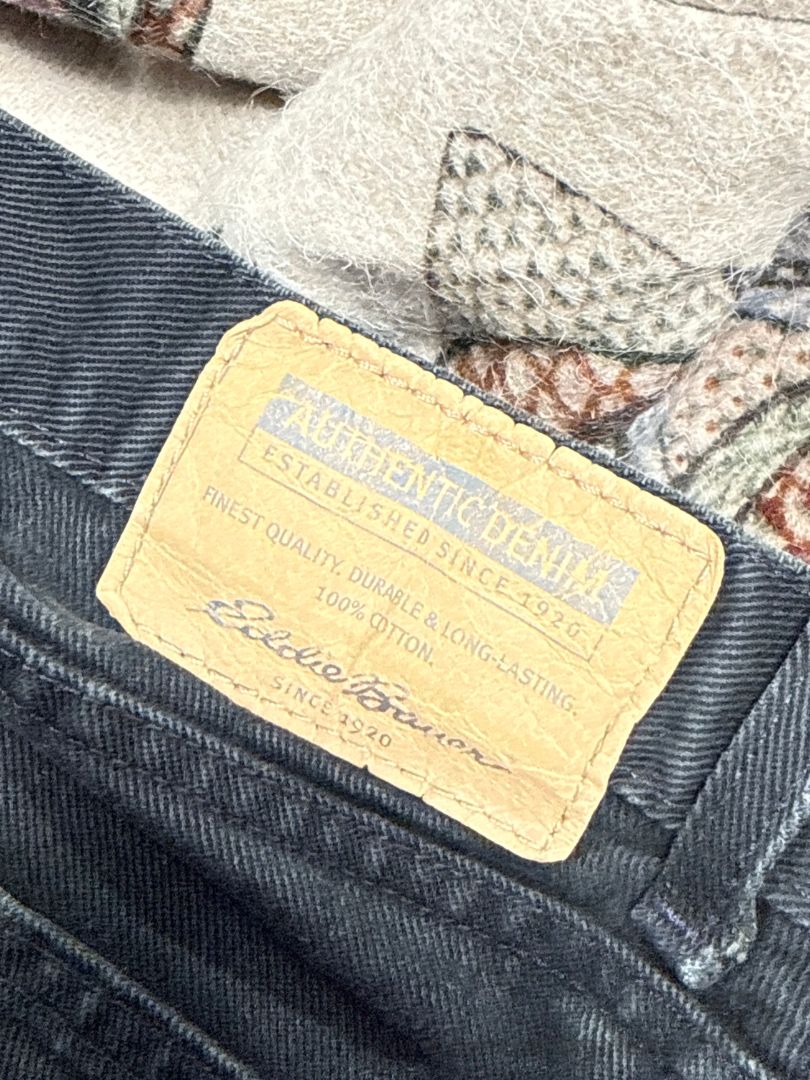 AUTHENTIC DENIM
ESTABLISHED SINCE 1920
FINEST QUALITY, DURABLE & LONG-LASTING.
100% COTTON.
Eddie Bauer
SINCE 1920